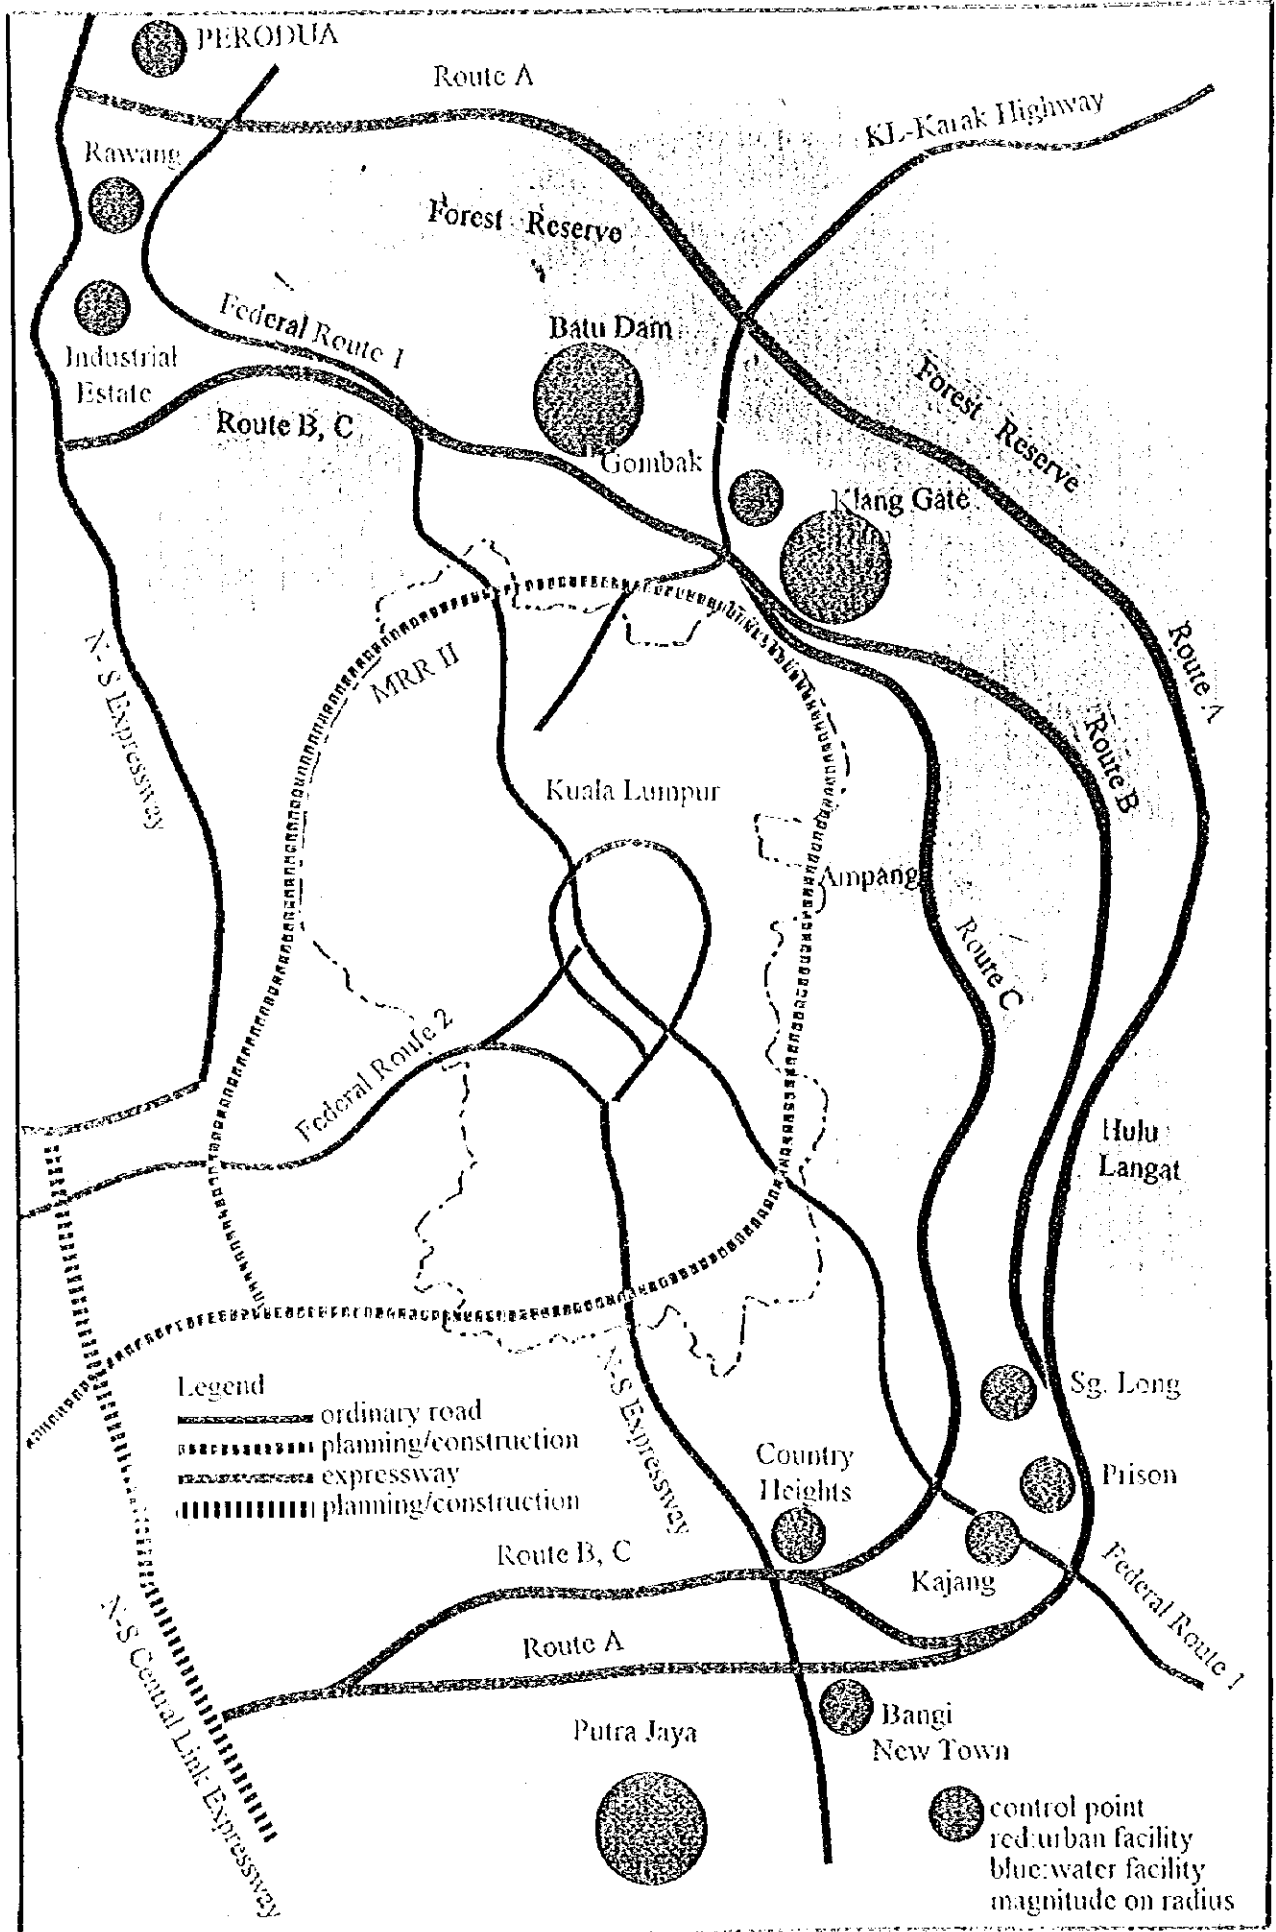 PERODUA
Route A
KL-Karak Highway
Rawang
Forest Reserve
Federal Route 1
Batu Dam
Industrial
Estate
Forest Reserve
Route B, C
Gombak
Klang Gate
Route A
N-S Expressway
MRR II
Route B
Kuala Lumpur
Ampang
Route C
Federal Route 2
Hulu
Langat
Legend
ordinary road
planning/construction
expressway
planning/construction
N-S Expressway
Sg. Long
Country
Heights
Prison
Route B, C
Kajang
Federal Route 1
Route A
N-S Central Link Expressway
Putra Jaya
Bangi
New Town
control point
red:urban facility
blue:water facility
magnitude on radius